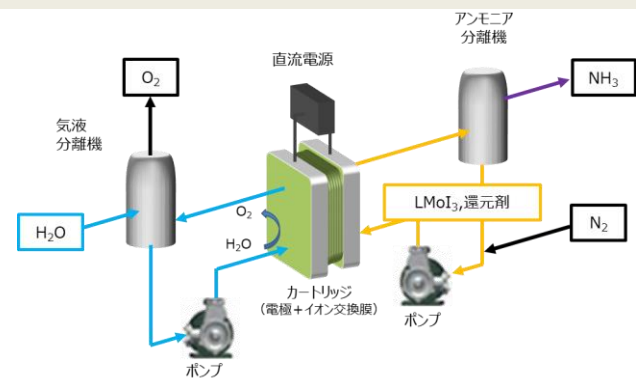 アンモニア
分離機
直流電源
O₂
NH₃
気液
分離機
LMoI₃,還元剤
O₂
H₂O
N₂
H₂O
カートリッジ
(電極+イオン交換膜)
ポンプ
ポンプ